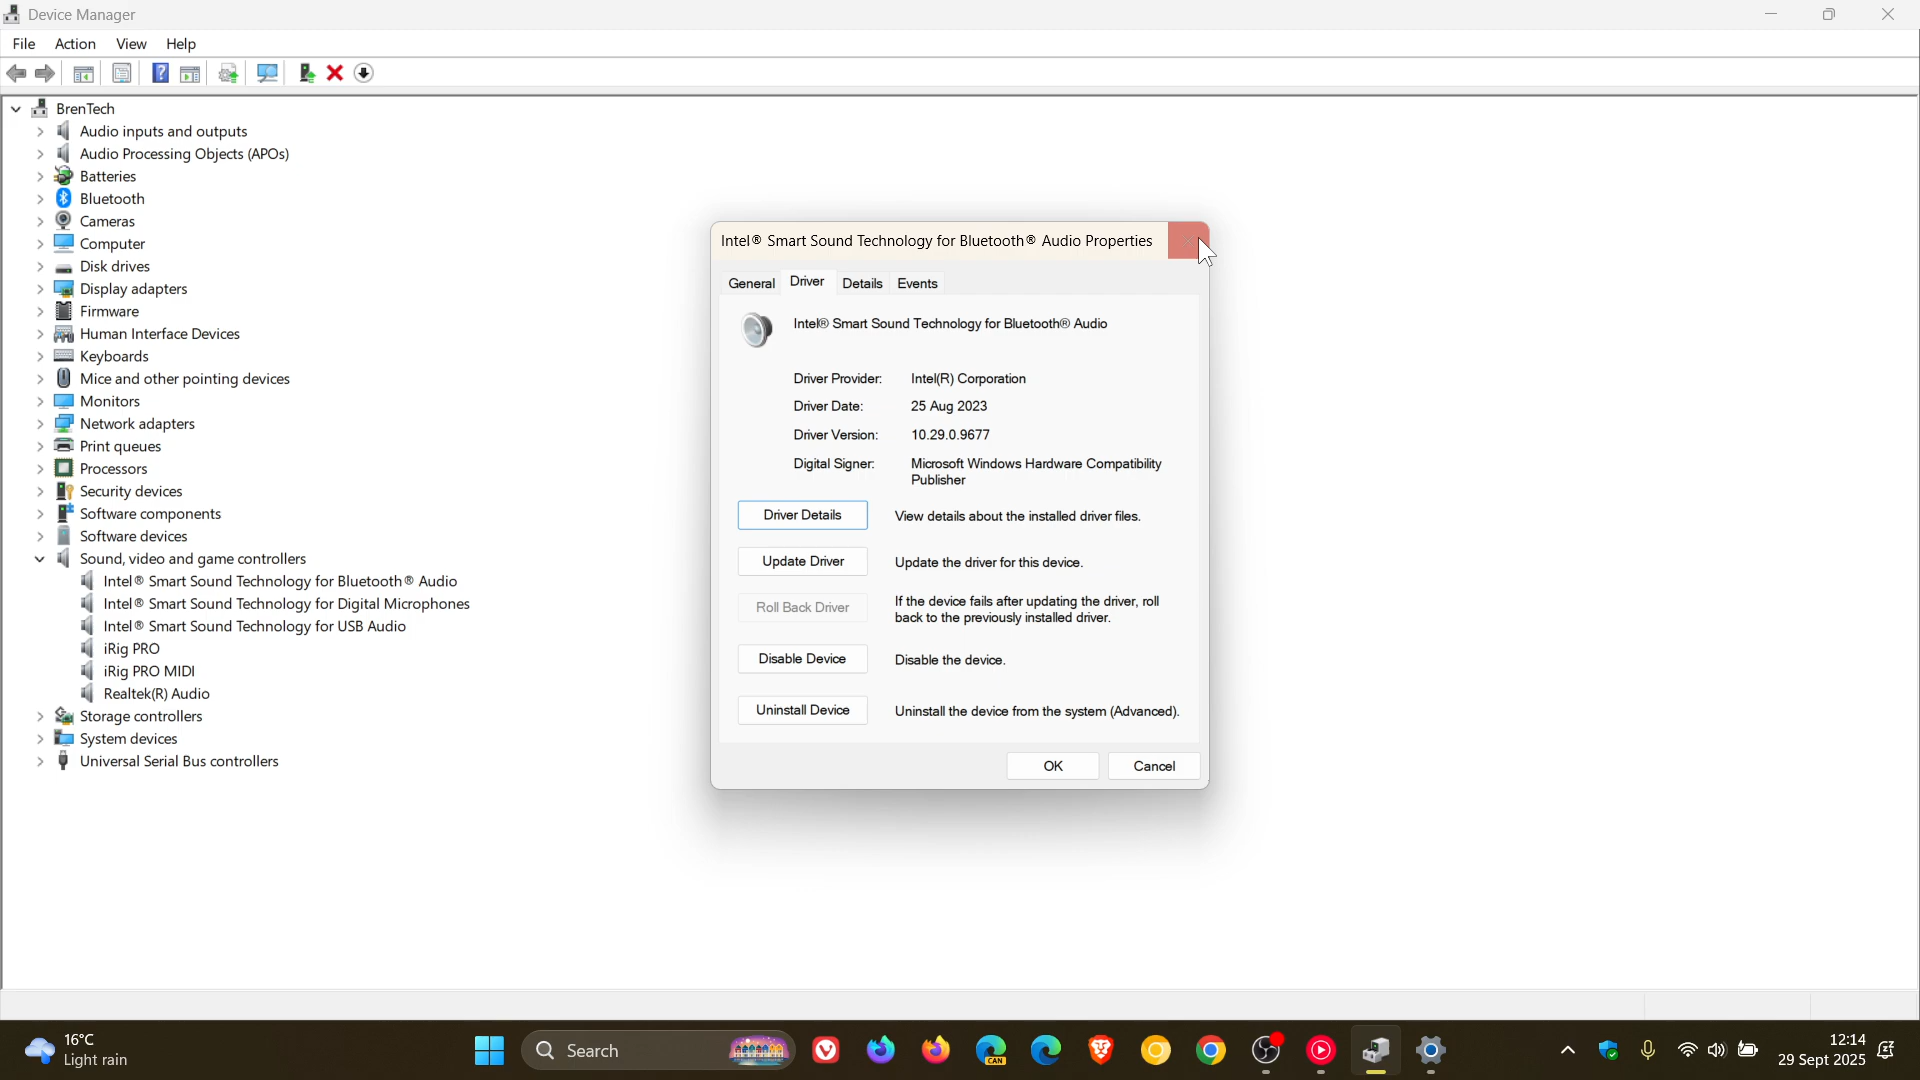 Device Manager
File Action View Help
BrenTech
Audio inputs and outputs
Audio Processing Objects (APOs)
Batteries
Bluetooth
Cameras
Computer
Disk drives
Display adapters
Firmware
Human Interface Devices
Keyboards
Mice and other pointing devices
Monitors
Network adapters
Print queues
Processors
Security devices
Software components
Software devices
Sound, video and game controllers
Intel® Smart Sound Technology for Bluetooth® Audio
Intel® Smart Sound Technology for Digital Microphones
Intel® Smart Sound Technology for USB Audio
iRig PRO
iRig PRO MIDI
Realtek(R) Audio
Storage controllers
System devices
Universal Serial Bus controllers
Intel® Smart Sound Technology for Bluetooth® Audio Properties
General Driver Details Events
Intel® Smart Sound Technology for Bluetooth® Audio
Driver Provider: Intel(R) Corporation
Driver Date: 25 Aug 2023
Driver Version: 10.29.0.9677
Digital Signer: Microsoft Windows Hardware Compatibility
Publisher
Driver Details View details about the installed driver files.
Update Driver Update the driver for this device.
Roll Back Driver If the device fails after updating the driver, roll
back to the previously installed driver.
Disable Device Disable the device.
Uninstall Device Uninstall the device from the system (Advanced).
OK Cancel
16°C
Light rain
Search
CAN
12:14
29 Sept 2025